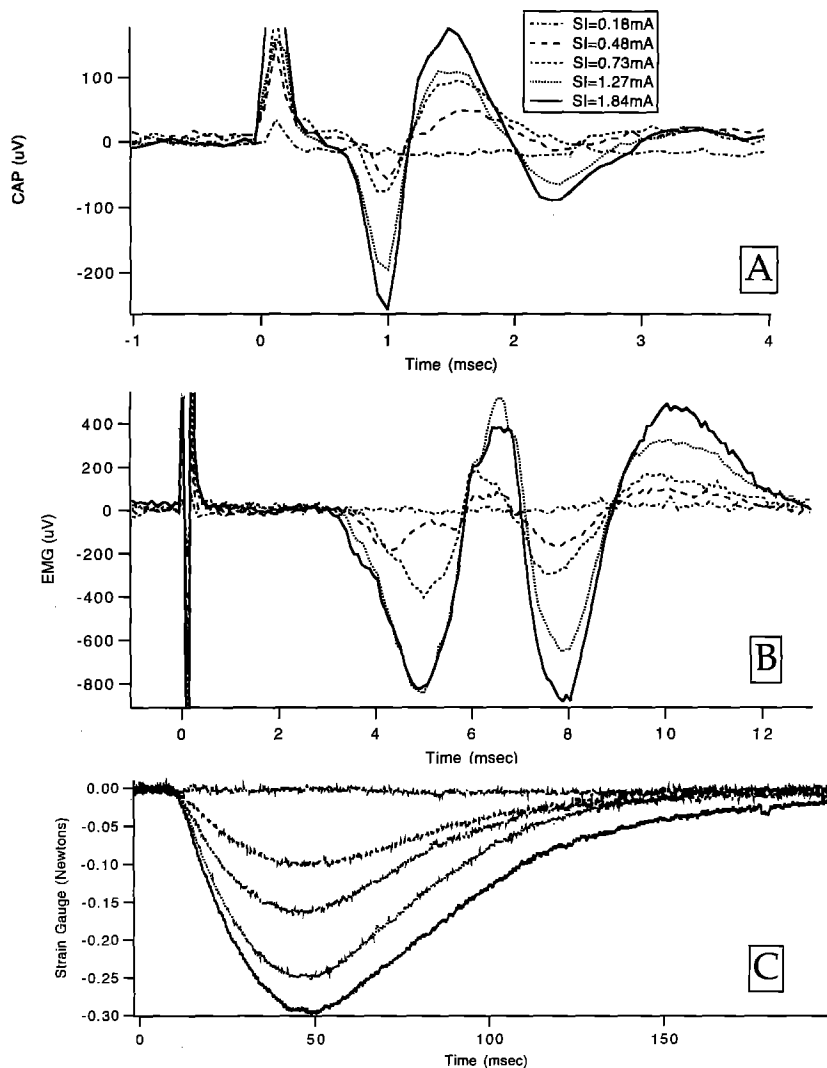 SI=0.18mA
SI=0.48mA
SI=0.73mA
SI=1.27mA
SI=1.84mA
100
0
-100
-200
CAP (uV)
A
-1 0 1 2 3 4
Time (msec)
400
200
0
-200
-400
-600
-800
EMG (uV)
B
0 2 4 6 8 10 12
Time (msec)
0.00
-0.05
-0.10
-0.15
-0.20
-0.25
-0.30
Strain Gauge (Newtons)
C
0 50 100 150
Time (msec)